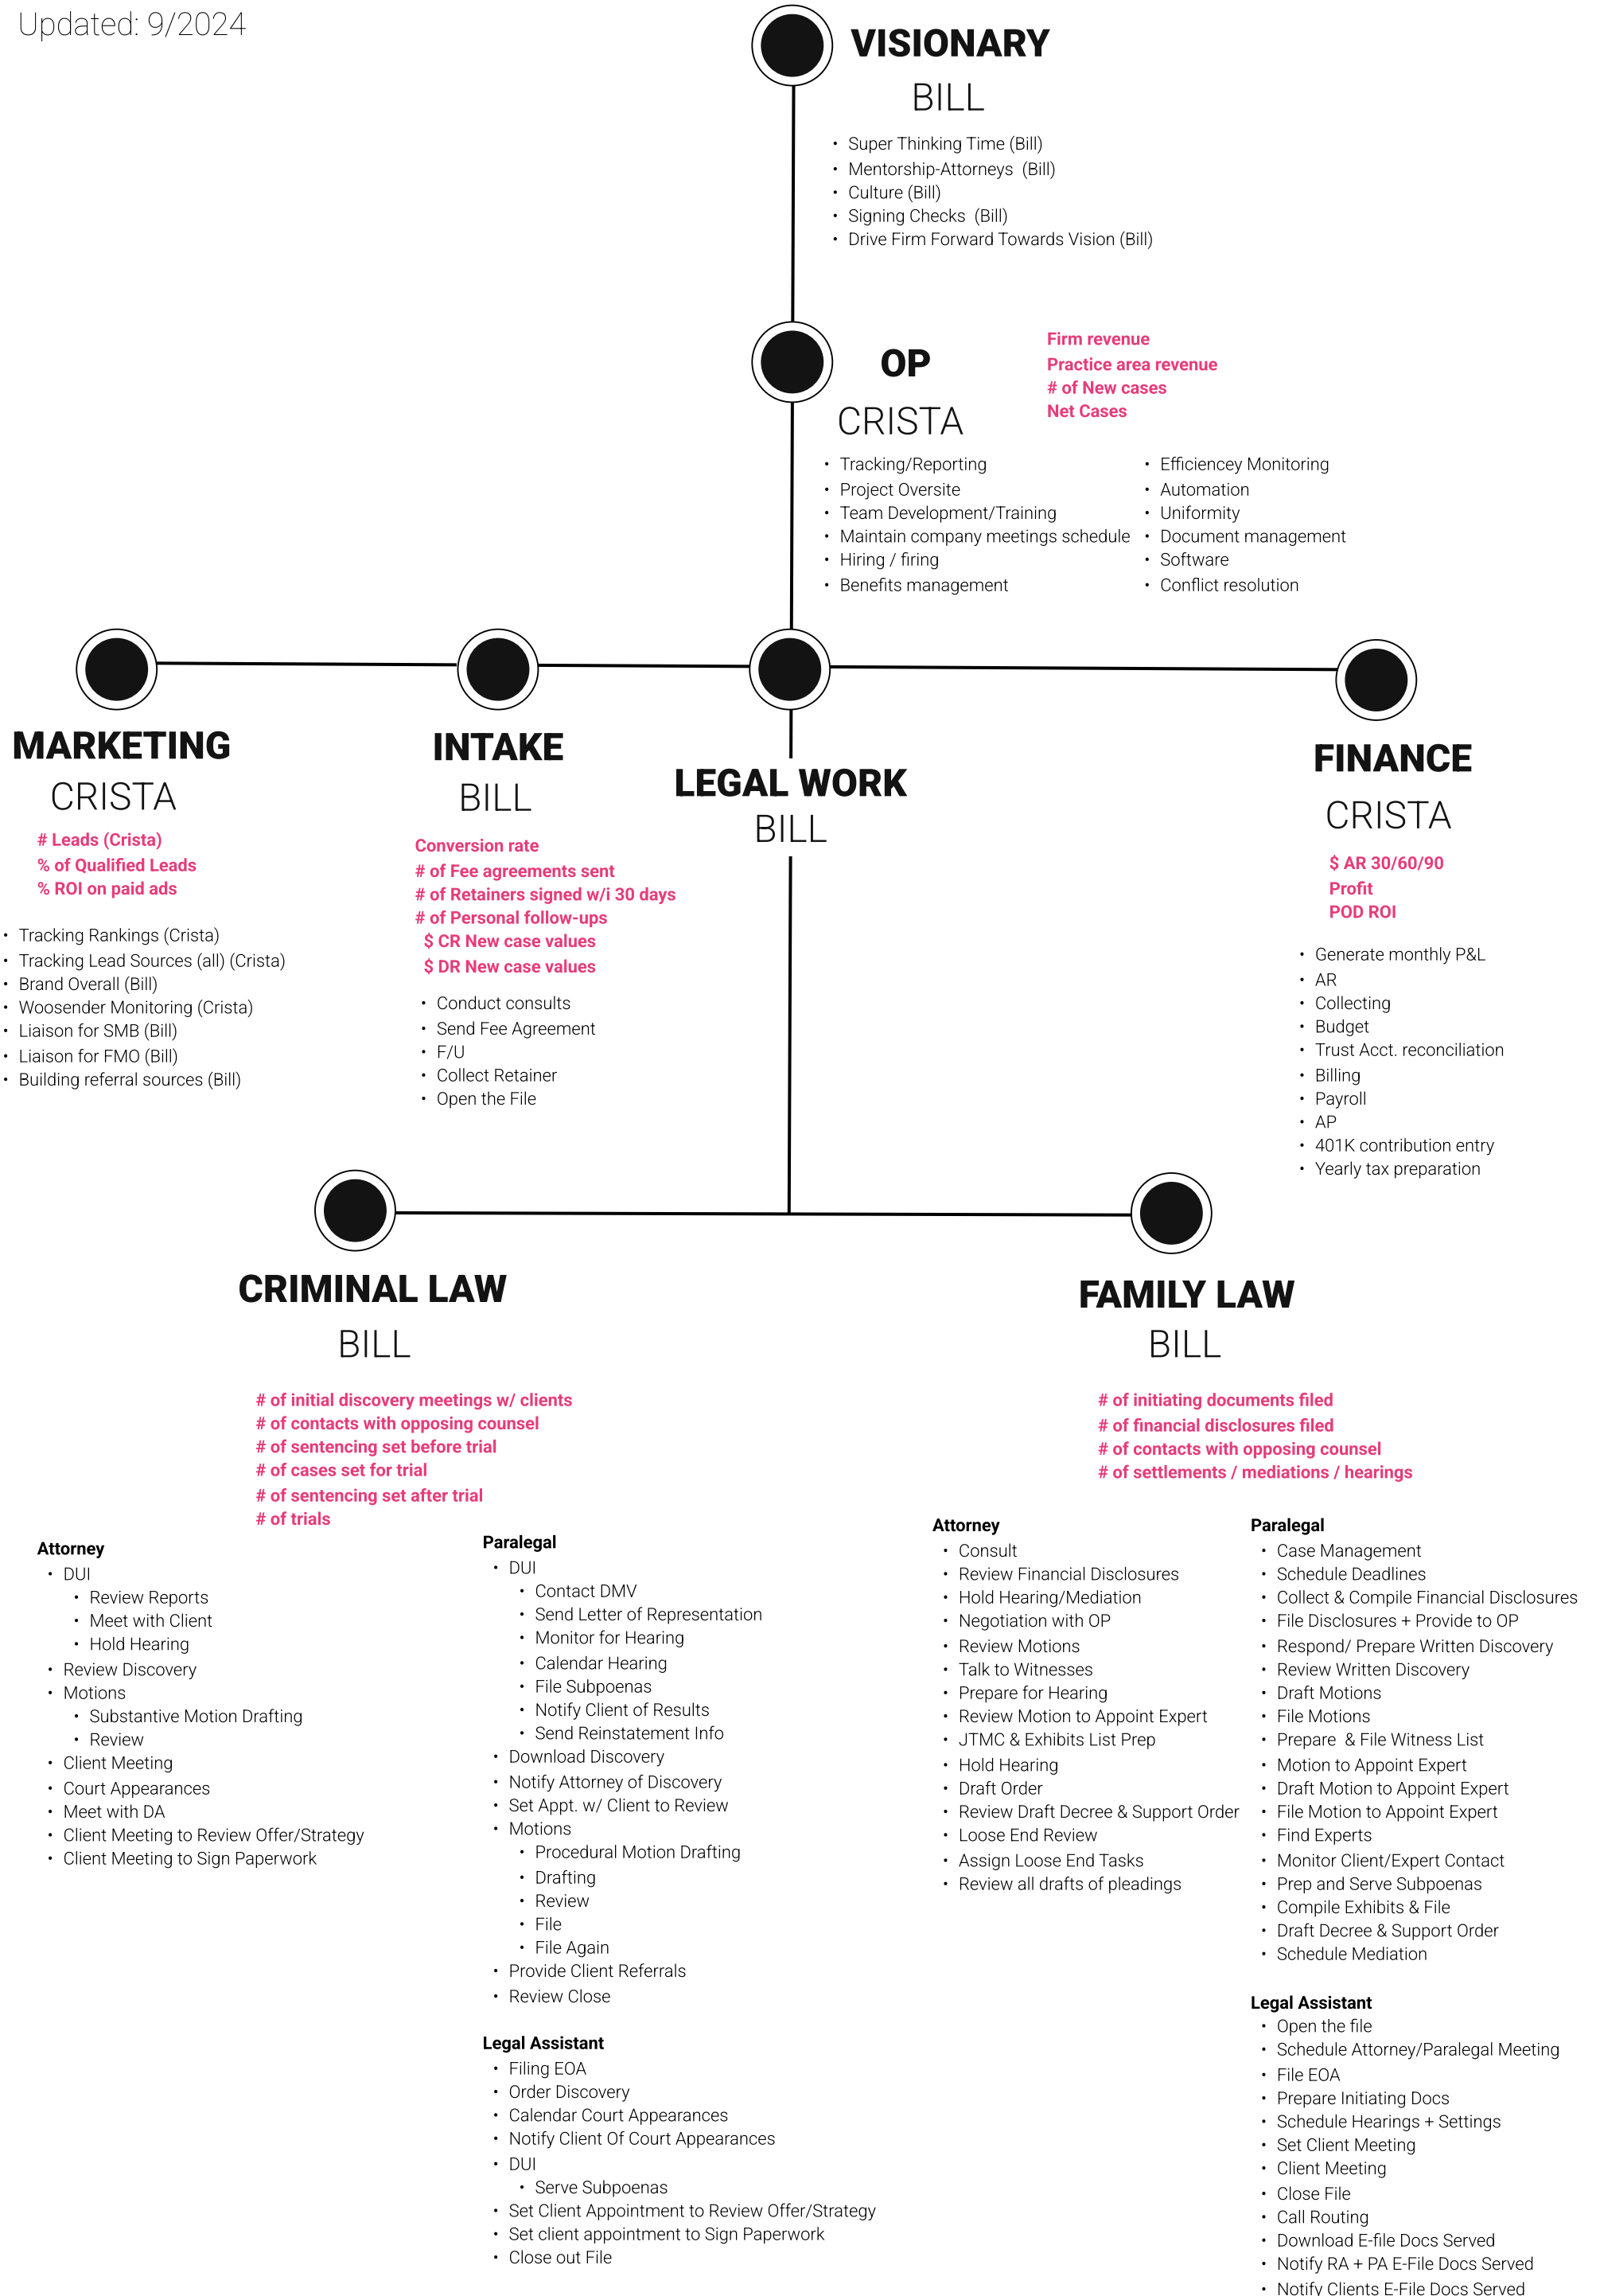 Updated: 9/2024
VISIONARY
BILL
• Super Thinking Time (Bill)
• Mentorship-Attorneys (Bill)
• Culture (Bill)
• Signing Checks (Bill)
• Drive Firm Forward Towards Vision (Bill)
OP
CRISTA
Firm revenue
Practice area revenue
# of New cases
Net Cases
• Tracking/Reporting
• Project Oversite
• Team Development/Training
• Maintain company meetings schedule
• Hiring / firing
• Benefits management
• Efficiencey Monitoring
• Automation
• Uniformity
• Document management
• Software
• Conflict resolution
MARKETING
CRISTA
# Leads (Crista)
% of Qualified Leads
% ROI on paid ads
• Tracking Rankings (Crista)
• Tracking Lead Sources (all) (Crista)
• Brand Overall (Bill)
• Woosender Monitoring (Crista)
• Liaison for SMB (Bill)
• Liaison for FMO (Bill)
• Building referral sources (Bill)
INTAKE
BILL
Conversion rate
# of Fee agreements sent
# of Retainers signed w/i 30 days
# of Personal follow-ups
$ CR New case values
$ DR New case values
• Conduct consults
• Send Fee Agreement
• F/U
• Collect Retainer
• Open the File
LEGAL WORK
BILL
FINANCE
CRISTA
$ AR 30/60/90
Profit
POD ROI
• Generate monthly P&L
• AR
• Collecting
• Budget
• Trust Acct. reconciliation
• Billing
• Payroll
• AP
• 401K contribution entry
• Yearly tax preparation
CRIMINAL LAW
BILL
# of initial discovery meetings w/ clients
# of contacts with opposing counsel
# of sentencing set before trial
# of cases set for trial
# of sentencing set after trial
# of trials
Attorney
• DUI
• Review Reports
• Meet with Client
• Hold Hearing
• Review Discovery
• Motions
• Substantive Motion Drafting
• Review
• Client Meeting
• Court Appearances
• Meet with DA
• Client Meeting to Review Offer/Strategy
• Client Meeting to Sign Paperwork
Paralegal
• DUI
• Contact DMV
• Send Letter of Representation
• Monitor for Hearing
• Calendar Hearing
• File Subpoenas
• Notify Client of Results
• Send Reinstatement Info
• Download Discovery
• Notify Attorney of Discovery
• Set Appt. w/ Client to Review
• Motions
• Procedural Motion Drafting
• Drafting
• Review
• File
• File Again
• Provide Client Referrals
• Review Close
Legal Assistant
• Filing EOA
• Order Discovery
• Calendar Court Appearances
• Notify Client Of Court Appearances
• DUI
• Serve Subpoenas
• Set Client Appointment to Review Offer/Strategy
• Set client appointment to Sign Paperwork
• Close out File
FAMILY LAW
BILL
# of initiating documents filed
# of financial disclosures filed
# of contacts with opposing counsel
# of settlements / mediations / hearings
Attorney
• Consult
• Review Financial Disclosures
• Hold Hearing/Mediation
• Negotiation with OP
• Review Motions
• Talk to Witnesses
• Prepare for Hearing
• Review Motion to Appoint Expert
• JTMC & Exhibits List Prep
• Hold Hearing
• Draft Order
• Review Draft Decree & Support Order
• Loose End Review
• Assign Loose End Tasks
• Review all drafts of pleadings
Paralegal
• Case Management
• Schedule Deadlines
• Collect & Compile Financial Disclosures
• File Disclosures + Provide to OP
• Respond/ Prepare Written Discovery
• Review Written Discovery
• Draft Motions
• File Motions
• Prepare & File Witness List
• Motion to Appoint Expert
• Draft Motion to Appoint Expert
• File Motion to Appoint Expert
• Find Experts
• Monitor Client/Expert Contact
• Prep and Serve Subpoenas
• Compile Exhibits & File
• Draft Decree & Support Order
• Schedule Mediation
Legal Assistant
• Open the file
• Schedule Attorney/Paralegal Meeting
• File EOA
• Prepare Initiating Docs
• Schedule Hearings + Settings
• Set Client Meeting
• Client Meeting
• Close File
• Call Routing
• Download E-file Docs Served
• Notify RA + PA E-File Docs Served
• Notify Clients E-File Docs Served